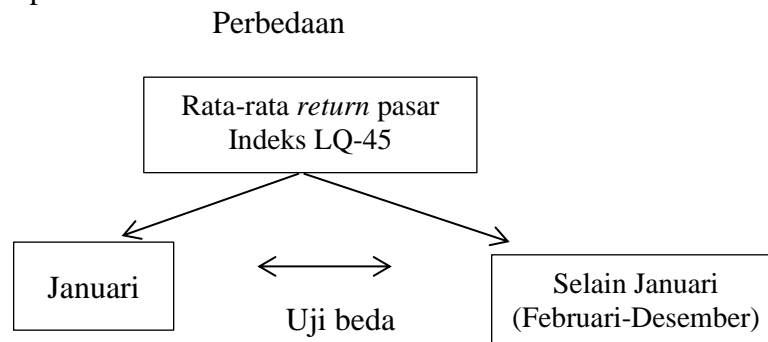 Perbedaan
Rata-rata return pasar
Indeks LQ-45
Januari
Uji beda
Selain Januari
(Februari-Desember)